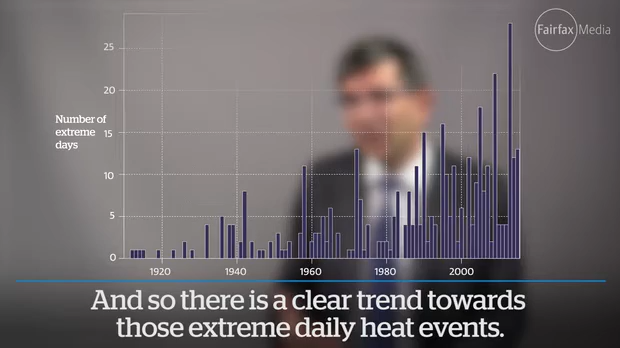 Fairfax Media
25
20
Number of
extreme
days
15
10
5
0
1920 1940 1960 1980 2000
And so there is a clear trend towards
those extreme daily heat events.